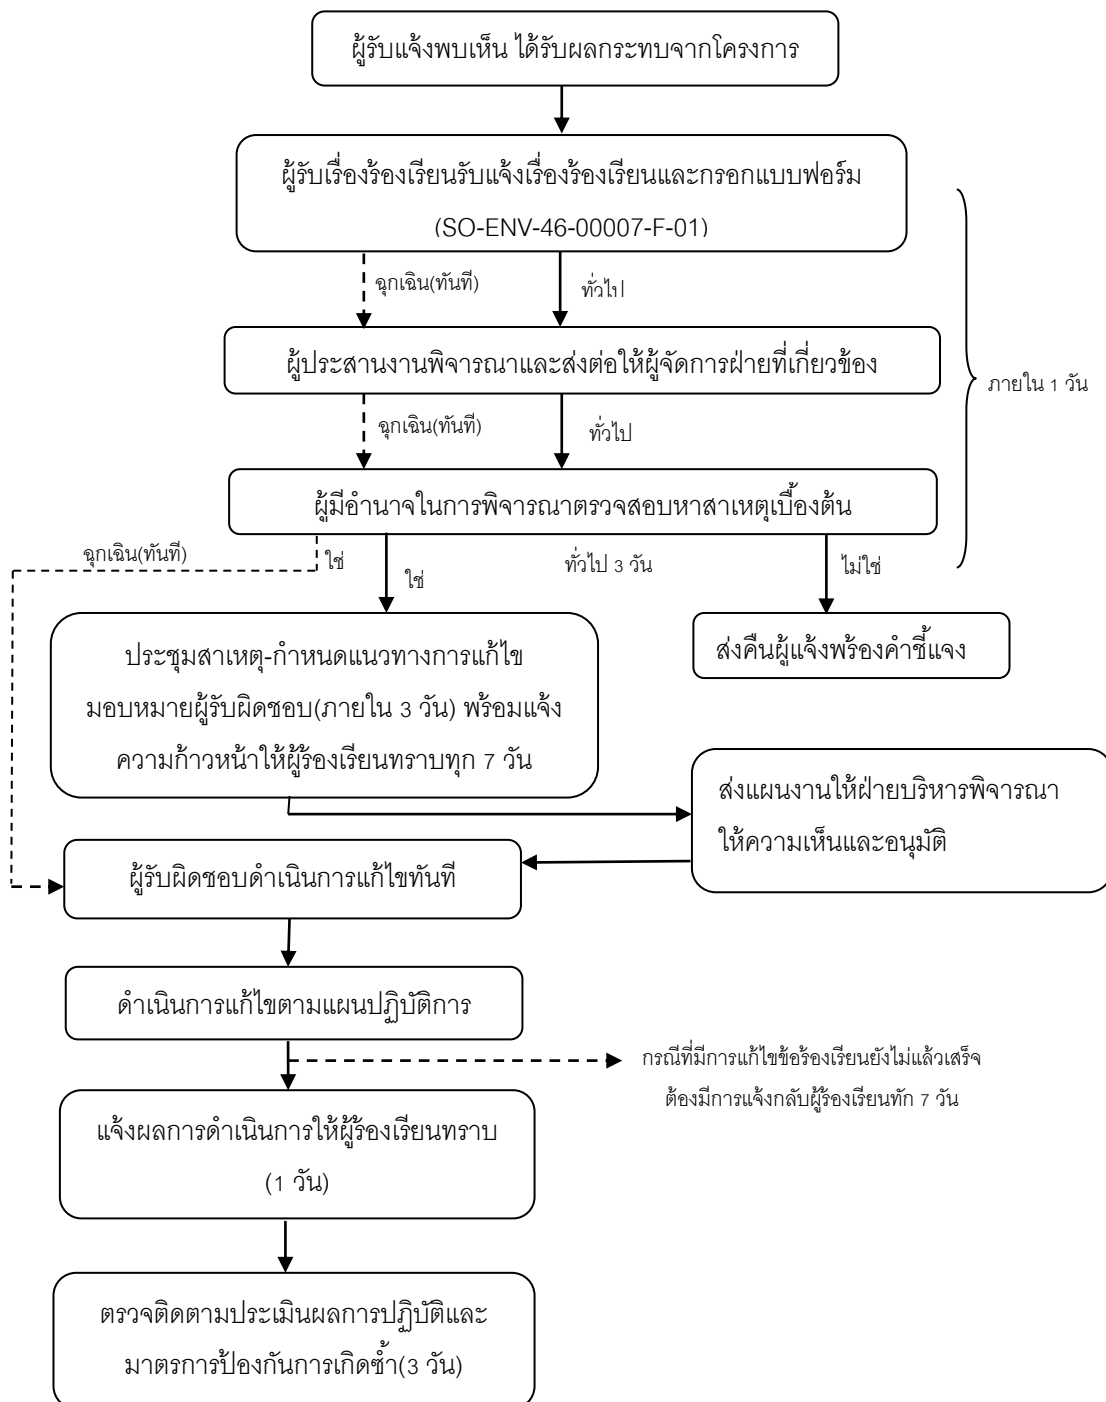 ผู้รับแจ้งพบเห็น ได้รับผลกระทบจากโครงการ
ผู้รับเรื่องร้องเรียนรับแจ้งเรื่องร้องเรียนและกรอกแบบฟอร์ม
(SO-ENV-46-00007-F-01)
ฉุกเฉิน(ทันที)
ทั่วไป
ผู้ประสานงานพิจารณาและส่งต่อให้ผู้จัดการฝ่ายที่เกี่ยวข้อง
ภายใน 1 วัน
ฉุกเฉิน(ทันที)
ทั่วไป
ผู้มีอำนาจในการพิจารณาตรวจสอบหาสาเหตุเบื้องต้น
ฉุกเฉิน(ทันที)
ใช่
ใช่
ทั่วไป 3 วัน
ไม่ใช่
ประชุมสาเหตุ-กำหนดแนวทางการแก้ไข
มอบหมายผู้รับผิดชอบ(ภายใน 3 วัน) พร้อมแจ้ง
ความก้าวหน้าให้ผู้ร้องเรียนทราบทุก 7 วัน
ส่งคืนผู้แจ้งพร้องคำชี้แจง
ส่งแผนงานให้ฝ่ายบริหารพิจารณา
ให้ความเห็นและอนุมัติ
ผู้รับผิดชอบดำเนินการแก้ไขทันที
ดำเนินการแก้ไขตามแผนปฏิบัติการ
กรณีที่มีการแก้ไขข้อร้องเรียนยังไม่แล้วเสร็จ
ต้องมีการแจ้งกลับผู้ร้องเรียนทัก 7 วัน
แจ้งผลการดำเนินการให้ผู้ร้องเรียนทราบ
(1 วัน)
ตรวจติดตามประเมินผลการปฏิบัติและ
มาตรการป้องกันการเกิดซ้ำ(3 วัน)